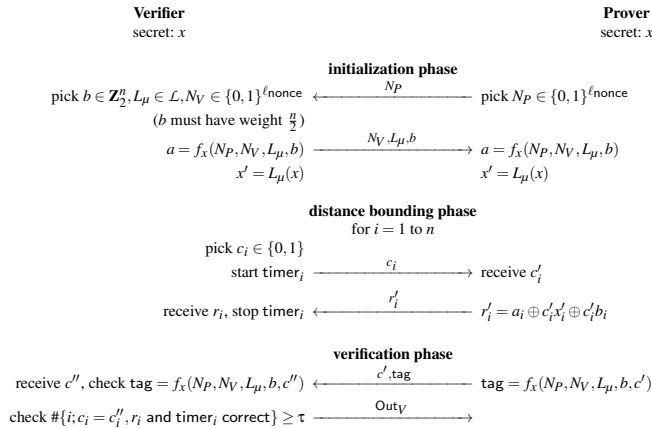 Verifier Prover
secret: x secret: x
initialization phase
pick b ∈ Z₂ⁿ, L_μ ∈ ℒ, N_V ∈ {0,1}^ℓnonce ← N_P pick N_P ∈ {0,1}^ℓnonce
(b must have weight n/2)
a = f_x(N_P, N_V, L_μ, b) N_V, L_μ, b → a = f_x(N_P, N_V, L_μ, b)
x′ = L_μ(x) x′ = L_μ(x)
distance bounding phase
for i = 1 to n
pick c_i ∈ {0,1}
start timer_i c_i → receive c′_i
receive r_i, stop timer_i ← r′_i r′_i = a_i ⊕ c′_i x′_i ⊕ c′_i b_i
verification phase
receive c″, check tag = f_x(N_P, N_V, L_μ, b, c″) ← c′, tag tag = f_x(N_P, N_V, L_μ, b, c′)
check #{i; c_i = c″_i, r_i and timer_i correct} ≥ τ Out_V →